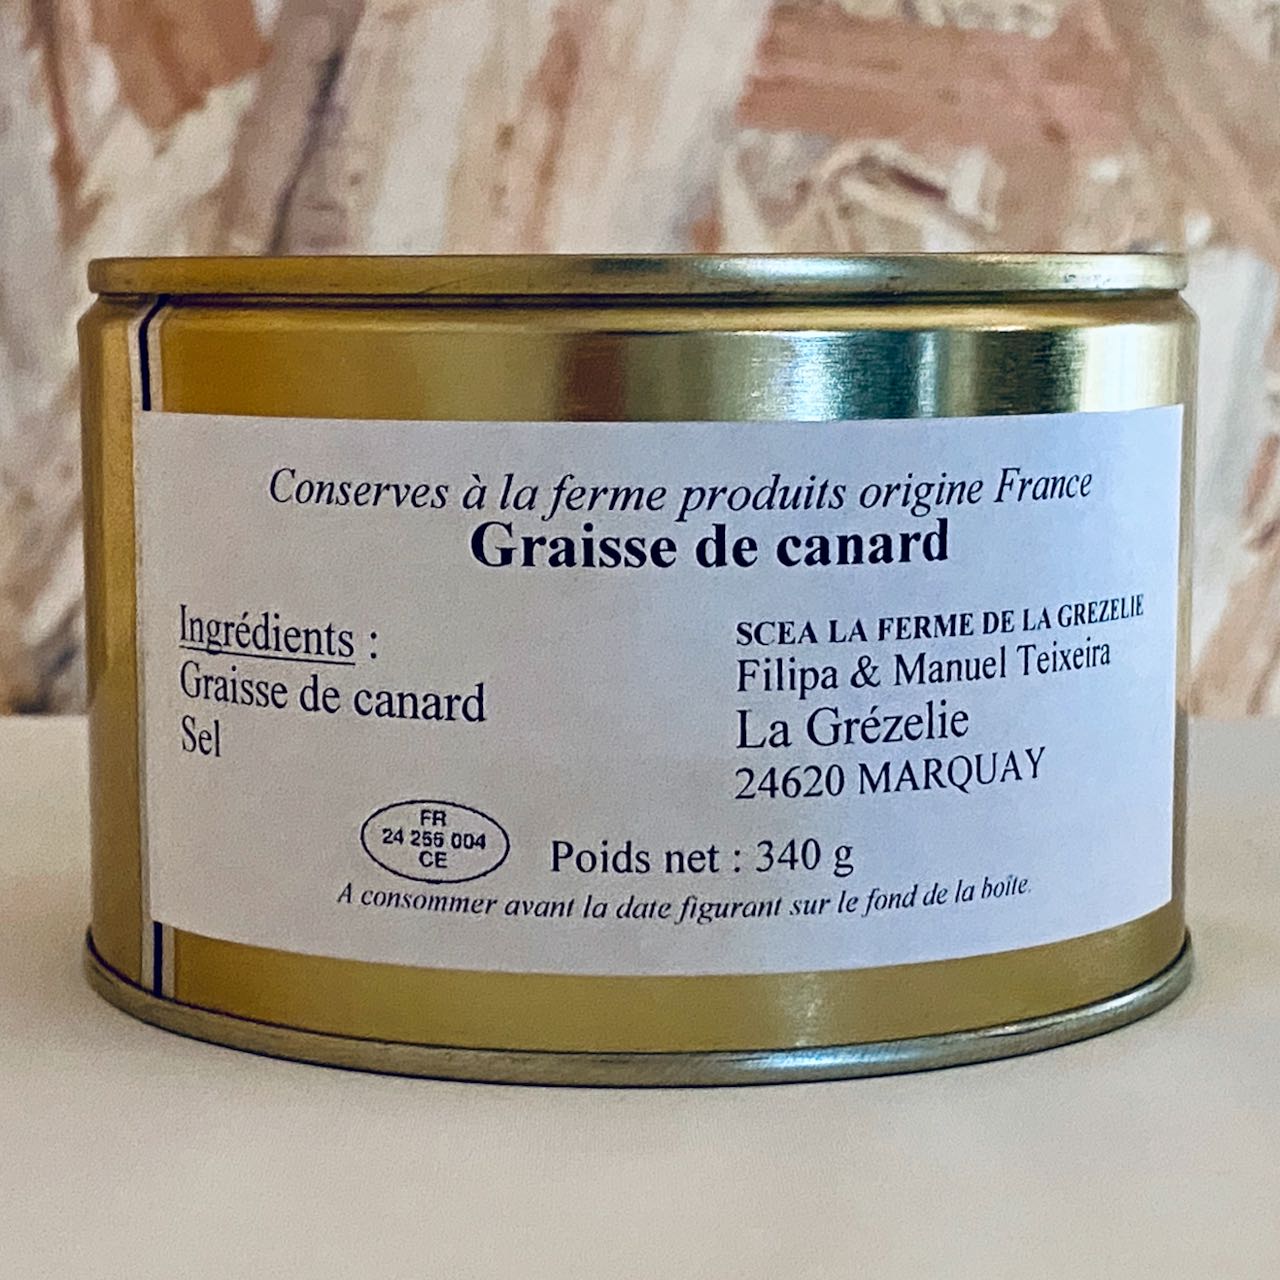 Conserves à la ferme produits origine France
Graisse de canard
Ingrédients :
Graisse de canard
Sel
SCEA LA FERME DE LA GREZELIE
Filipa & Manuel Teixeira
La Grézelie
24620 MARQUAY
FR
24 256 004
CE
Poids net : 340 g
A consommer avant la date figurant sur le fond de la boîte.